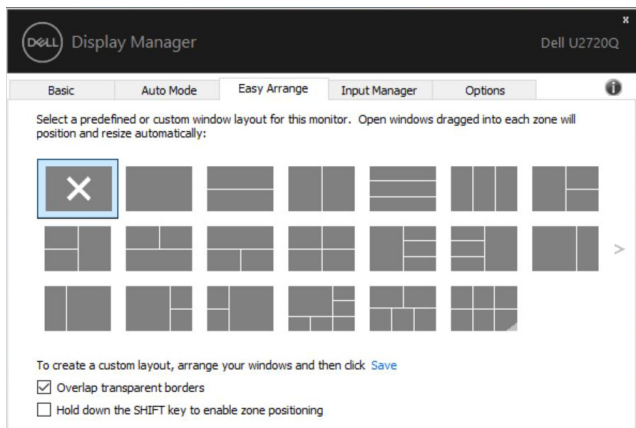 x
DELL Display Manager Dell U2720Q
Basic Auto Mode Easy Arrange Input Manager Options i
Select a predefined or custom window layout for this monitor. Open windows dragged into each zone will
position and resize automatically:
>
To create a custom layout, arrange your windows and then click Save
Overlap transparent borders
Hold down the SHIFT key to enable zone positioning